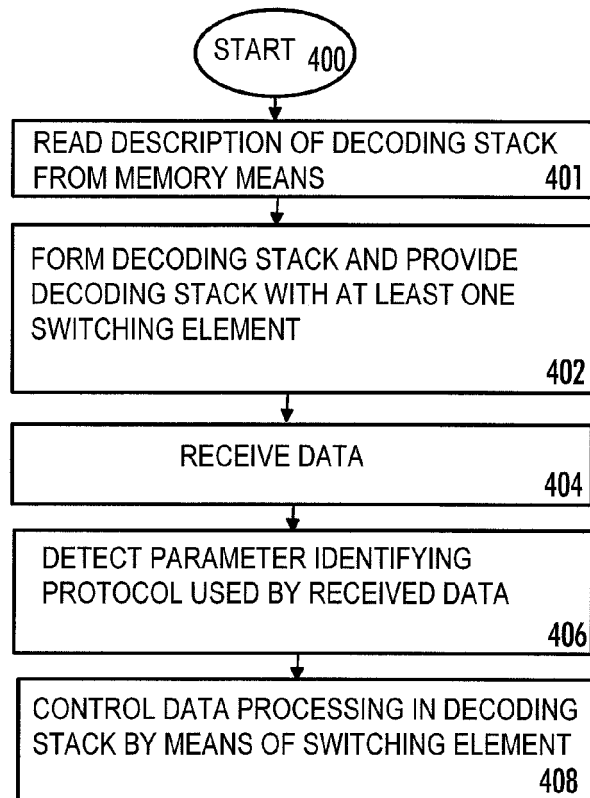 START 400
READ DESCRIPTION OF DECODING STACK
FROM MEMORY MEANS 401
FORM DECODING STACK AND PROVIDE
DECODING STACK WITH AT LEAST ONE
SWITCHING ELEMENT
402
RECEIVE DATA
404
DETECT PARAMETER IDENTIFYING
PROTOCOL USED BY RECEIVED DATA
406
CONTROL DATA PROCESSING IN DECODING
STACK BY MEANS OF SWITCHING ELEMENT
408